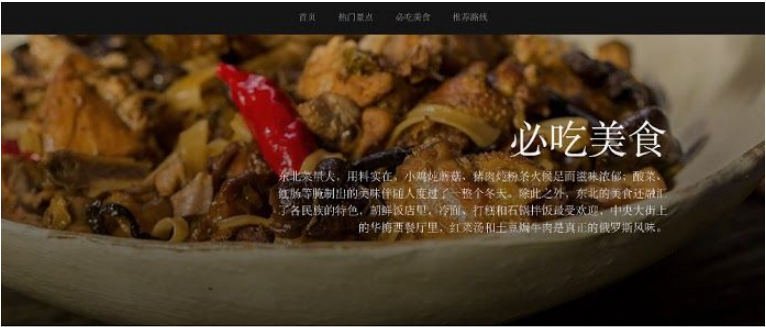 首页 热门景点 必吃美食 推荐路线
必吃美食
东北菜量大，用料实在。小鸡炖蘑菇、猪肉炖粉条火候足而滋味浓郁；酸菜、
红肠等腌制出的美味伴随人度过了一整个冬天。除此之外，东北的美食还融汇
了各民族的特色，朝鲜饭店里，冷面、打糕和石锅拌饭最受欢迎，中央大街上
的华梅西餐厅里，红菜汤和土豆焖牛肉是真正的俄罗斯风味。